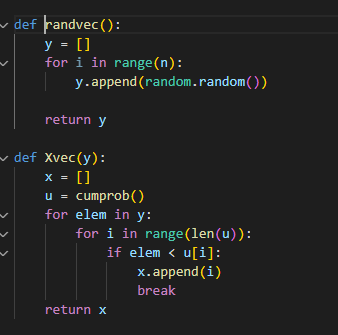 def randvec():
    y = []
    for i in range(n):
        y.append(random.random())

    return y

def Xvec(y):
    x = []
    u = cumprob()
    for elem in y:
        for i in range(len(u)):
            if elem < u[i]:
                x.append(i)
                break
    return x